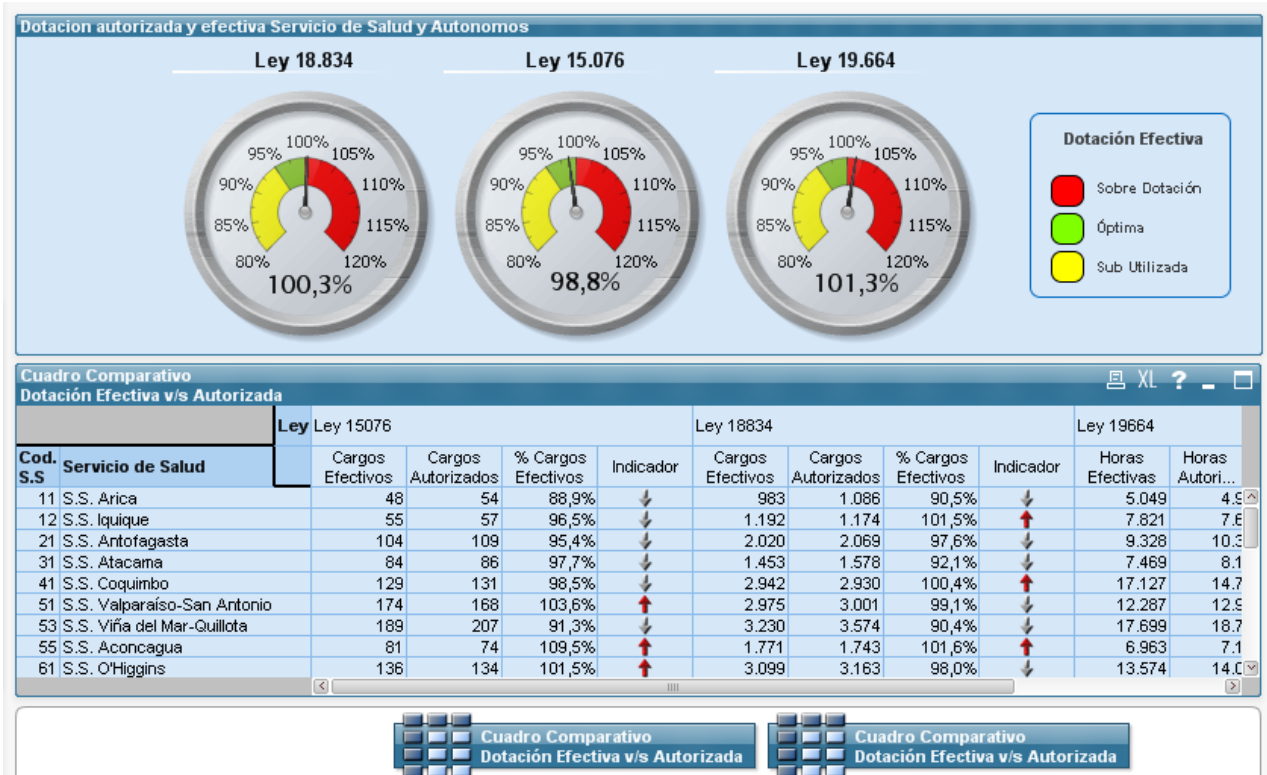 Dotacion autorizada y efectiva Servicio de Salud y Autonomos
Ley 18.834 Ley 15.076 Ley 19.664
80% 85% 90% 95% 100% 105% 110% 115% 120%
100,3%
80% 85% 90% 95% 100% 105% 110% 115% 120%
98,8%
80% 85% 90% 95% 100% 105% 110% 115% 120%
101,3%
Dotación Efectiva
Sobre Dotación
Óptima
Sub Utilizada
Cuadro Comparativo
Dotación Efectiva v/s Autorizada
XL ?
Ley Ley 15076 Ley 18834 Ley 19664
Cod. S.S Servicio de Salud Cargos Efectivos Cargos Autorizados % Cargos Efectivos Indicador Cargos Efectivos Cargos Autorizados % Cargos Efectivos Indicador Horas Efectivas Horas Autori...
11 S.S. Arica 48 54 88,9% 983 1.086 90,5% 5.049
12 S.S. Iquique 55 57 96,5% 1.192 1.174 101,5% 7.821
21 S.S. Antofagasta 104 109 95,4% 2.020 2.069 97,6% 9.328 10.3
31 S.S. Atacama 84 86 97,7% 1.453 1.578 92,1% 7.469 8.1
41 S.S. Coquimbo 129 131 98,5% 2.942 2.930 100,4% 17.127 14.7
51 S.S. Valparaíso-San Antonio 174 168 103,6% 2.975 3.001 99,1% 12.287 12.9
53 S.S. Viña del Mar-Quillota 189 207 91,3% 3.230 3.574 90,4% 17.699 18.7
55 S.S. Aconcagua 81 74 109,5% 1.771 1.743 101,6% 6.963 7.1
61 S.S. O'Higgins 136 134 101,5% 3.099 3.163 98,0% 13.574
Cuadro Comparativo
Dotación Efectiva v/s Autorizada
Cuadro Comparativo
Dotación Efectiva v/s Autorizada